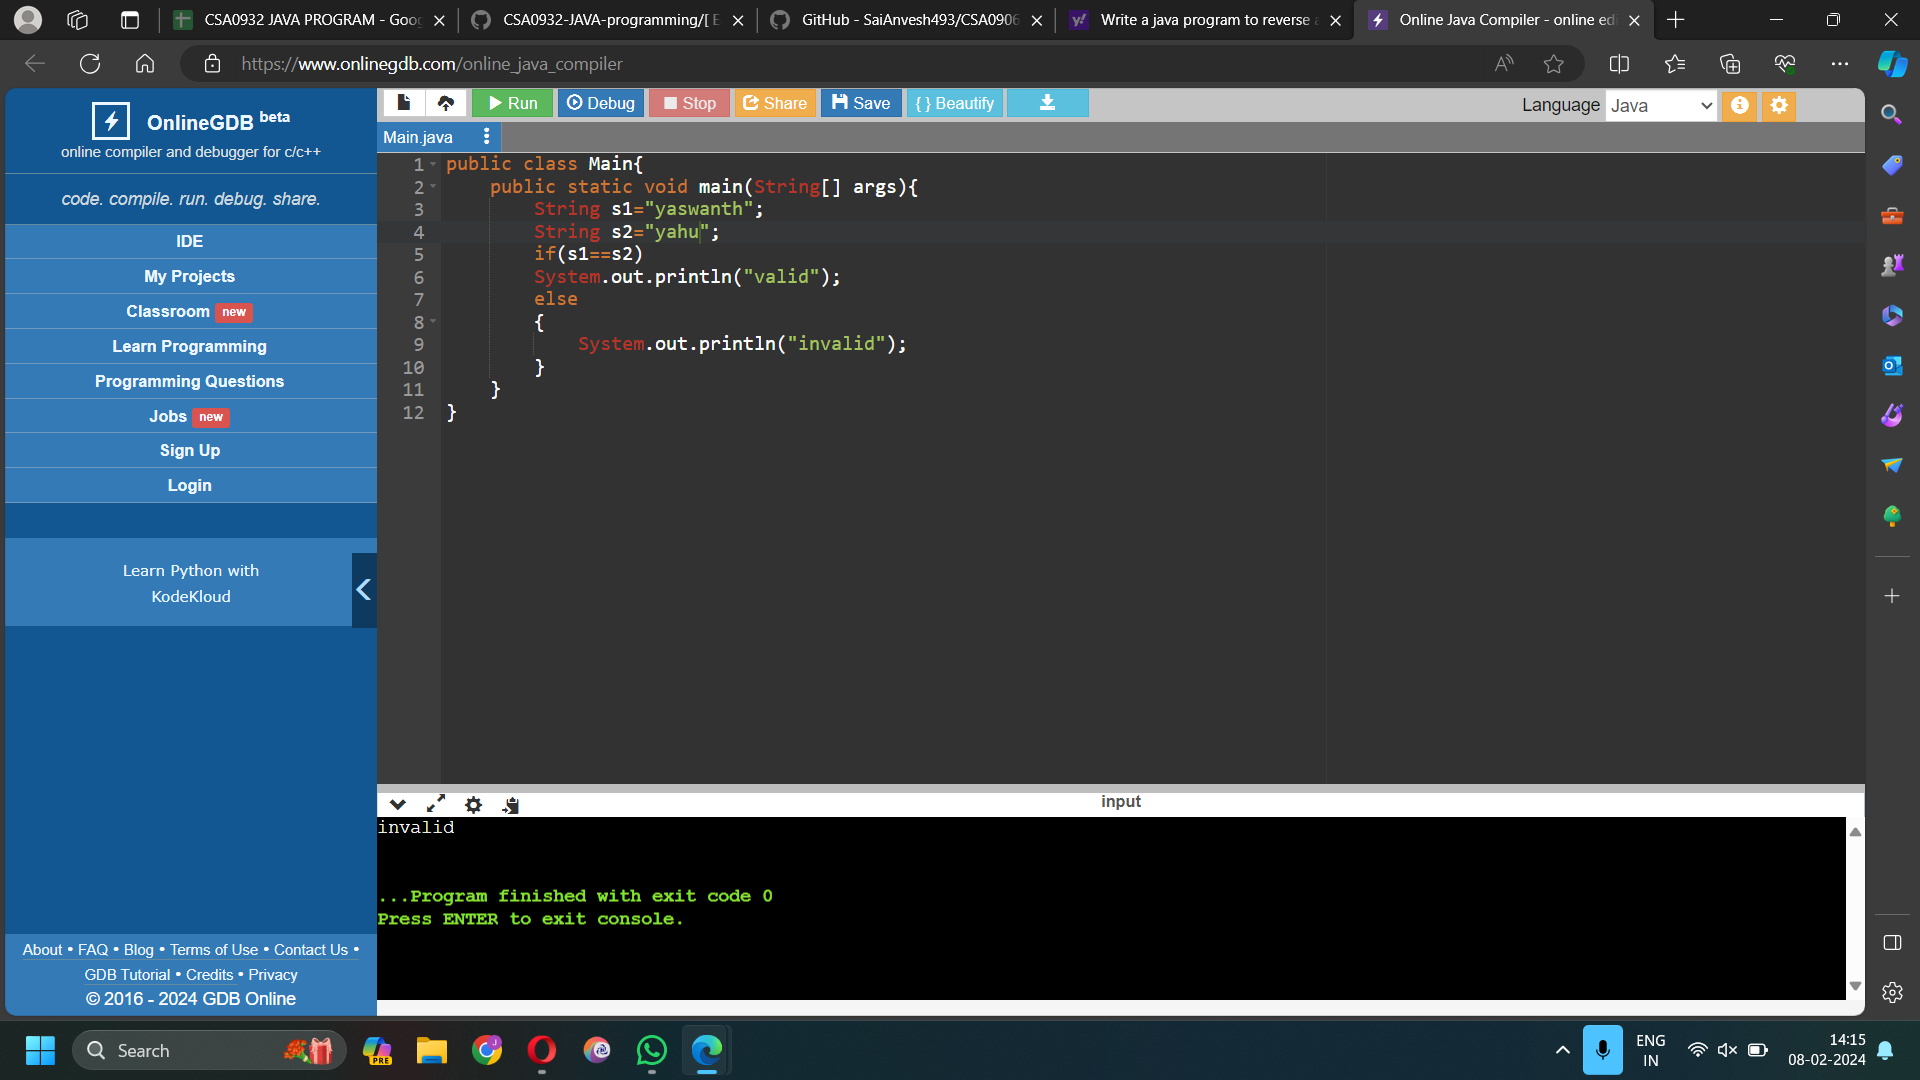 CSA0932 JAVA PROGRAM - Goog
CSA0932-JAVA-programming/[ E
GitHub - SaiAnvesh493/CSA0906
Write a java program to reverse a
Online Java Compiler - online edi
https://www.onlinegdb.com/online_java_compiler
OnlineGDB beta
online compiler and debugger for c/c++
code. compile. run. debug. share.
IDE
My Projects
Classroom new
Learn Programming
Programming Questions
Jobs new
Sign Up
Login
Learn Python with
KodeKloud
About • FAQ • Blog • Terms of Use • Contact Us •
GDB Tutorial • Credits • Privacy
© 2016 - 2024 GDB Online
Run Debug Stop Share Save { } Beautify
Language Java
Main.java
1 public class Main{
2 public static void main(String[] args){
3 String s1="yaswanth";
4 String s2="yahu";
5 if(s1==s2)
6 System.out.println("valid");
7 else
8 {
9 System.out.println("invalid");
10 }
11 }
12 }
input
invalid
...Program finished with exit code 0
Press ENTER to exit console.
Search
PRE
ENG
IN
14:15
08-02-2024